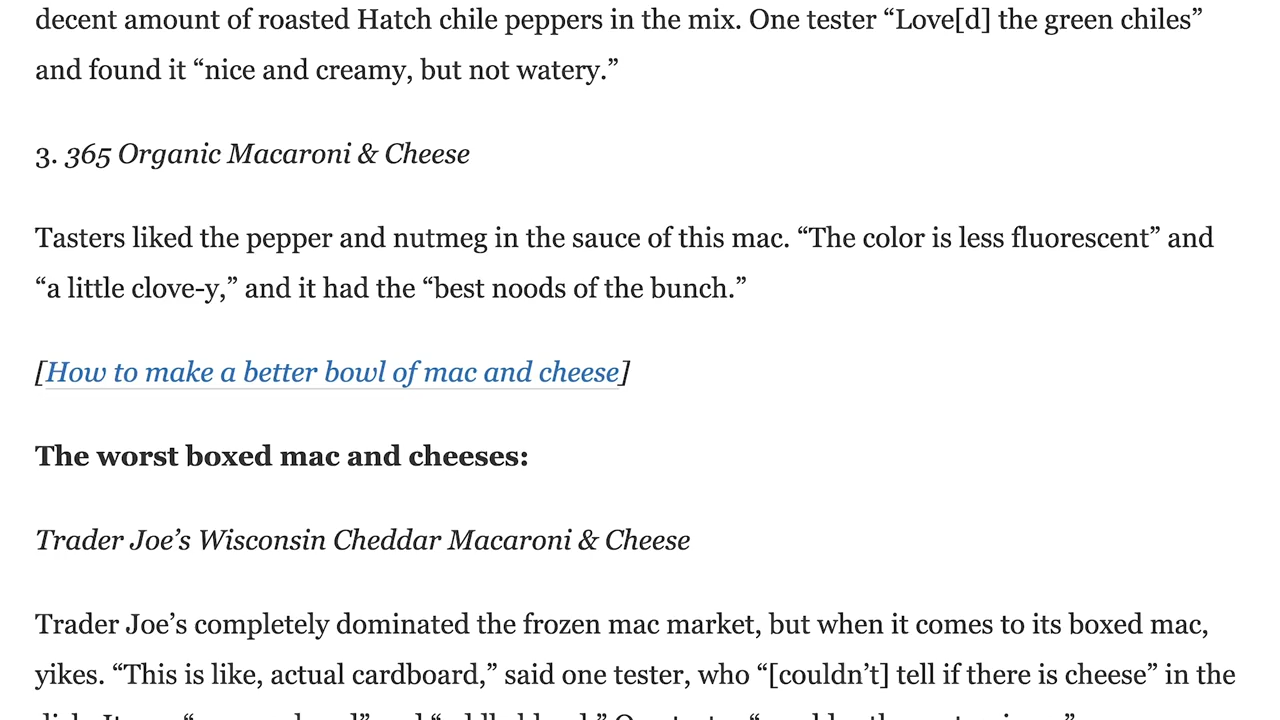 decent amount of roasted Hatch chile peppers in the mix. One tester “Love[d] the green chiles”
and found it “nice and creamy, but not watery.”
3. 365 Organic Macaroni & Cheese
Tasters liked the pepper and nutmeg in the sauce of this mac. “The color is less fluorescent” and
“a little clove-y,” and it had the “best noods of the bunch.”
[How to make a better bowl of mac and cheese]
The worst boxed mac and cheeses:
Trader Joe’s Wisconsin Cheddar Macaroni & Cheese
Trader Joe’s completely dominated the frozen mac market, but when it comes to its boxed mac,
yikes. “This is like, actual cardboard,” said one tester, who “[couldn’t] tell if there is cheese” in the